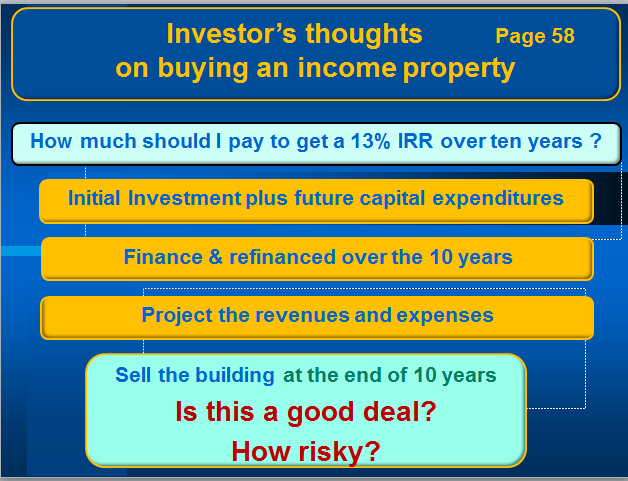 Investor's thoughts Page 58
on buying an income property
How much should I pay to get a 13% IRR over ten years ?
Initial Investment plus future capital expenditures
Finance & refinanced over the 10 years
Project the revenues and expenses
Sell the building at the end of 10 years
Is this a good deal?
How risky?